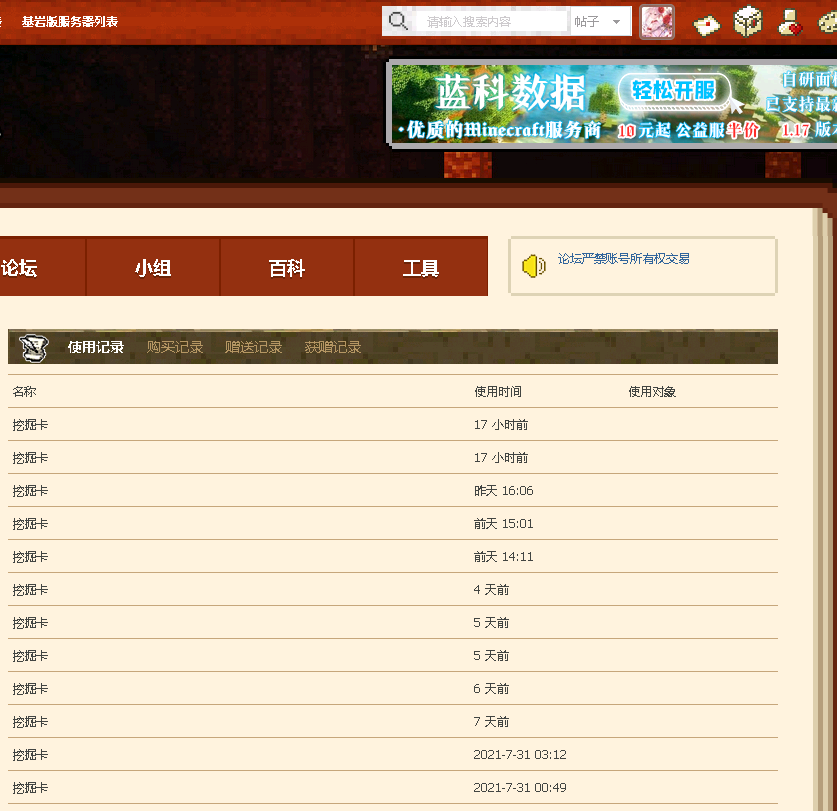 基岩版服务器列表
请输入搜索内容
帖子
蓝科数据
轻松开服
自研面
已支持最
·优质的Minecraft服务商
10元起 公益服半价
1.17 版
论坛
小组
百科
工具
论坛严禁账号所有权交易
使用记录 购买记录 赠送记录 获赠记录
名称 使用时间 使用对象
挖掘卡 17 小时前
挖掘卡 17 小时前
挖掘卡 昨天 16:06
挖掘卡 前天 15:01
挖掘卡 前天 14:11
挖掘卡 4 天前
挖掘卡 5 天前
挖掘卡 5 天前
挖掘卡 6 天前
挖掘卡 7 天前
挖掘卡 2021-7-31 03:12
挖掘卡 2021-7-31 00:49